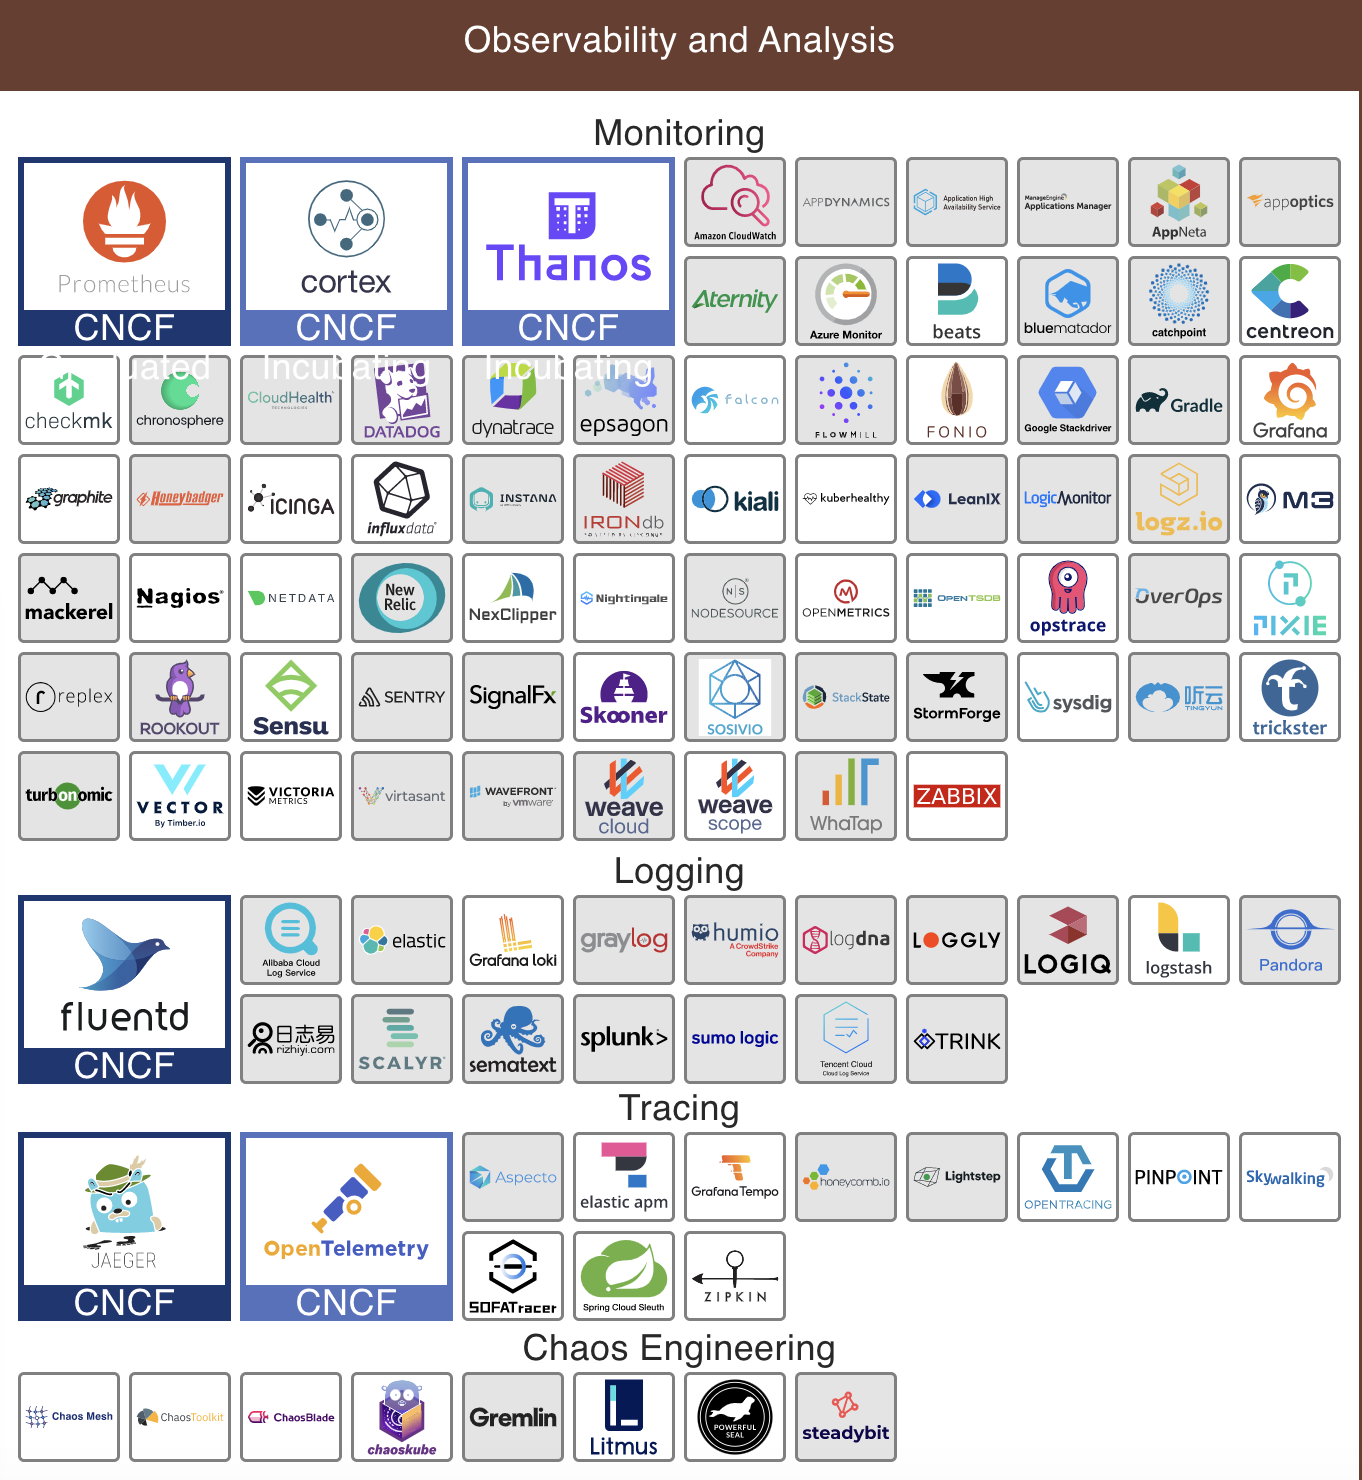 Observability and Analysis
Monitoring
Prometheus
CNCF
Graduated
cortex
CNCF
Incubating
Thanos
CNCF
Incubating
Amazon CloudWatch
APPDYNAMICS
Application High
Availability Service
ManageEngine
Applications Manager
AppNeta
appoptics
Aternity
Azure Monitor
beats
bluematador
catchpoint
centreon
checkmk
chronosphere
CloudHealth
TECHNOLOGIES
DATADOG
dynatrace
epsagon
falcon
FLOWMILL
FONIO
Google Stackdriver
Gradle
Grafana
graphite
Honeybadger
ICINGA
influxdata
INSTANA
IRONdb
kiali
kuberhealthy
LeanIX
LogicMonitor
logz.io
M3
mackerel
Nagios
NETDATA
New
Relic
NexClipper
Nightingale
N|S
NODESOURCE
OPENMETRICS
OPENTSDB
opstrace
OverOps
PIXIE
replex
ROOKOUT
Sensu
SENTRY
SignalFx
Skooner
SOSIVIO
StackState
StormForge
sysdig
听云
TINGYUN
trickster
turbonomic
VECTOR
By Timber.io
VICTORIA
METRICS
virtasant
WAVEFRONT
by vmware
weave
cloud
weave
scope
WhaTap
ZABBIX
Logging
fluentd
CNCF
Alibaba Cloud
Log Service
elastic
Grafana loki
graylog
humio
A CrowdStrike
Company
logdna
LOGGLY
LOGIQ
logstash
Pandora
日志易
rizhiyi.com
SCALYR
sematext
splunk>
sumo logic
Tencent Cloud
Cloud Log Service
TRINK
Tracing
JAEGER
CNCF
OpenTelemetry
CNCF
Aspecto
elastic apm
Grafana Tempo
honeycomb.io
Lightstep
OPENTRACING
PINPOINT
Skywalking
SOFATracer
Spring Cloud Sleuth
ZIPKIN
Chaos Engineering
Chaos Mesh
ChaosToolkit
ChaosBlade
chaoskube
Gremlin
Litmus
POWERFUL
SEAL
steadybit